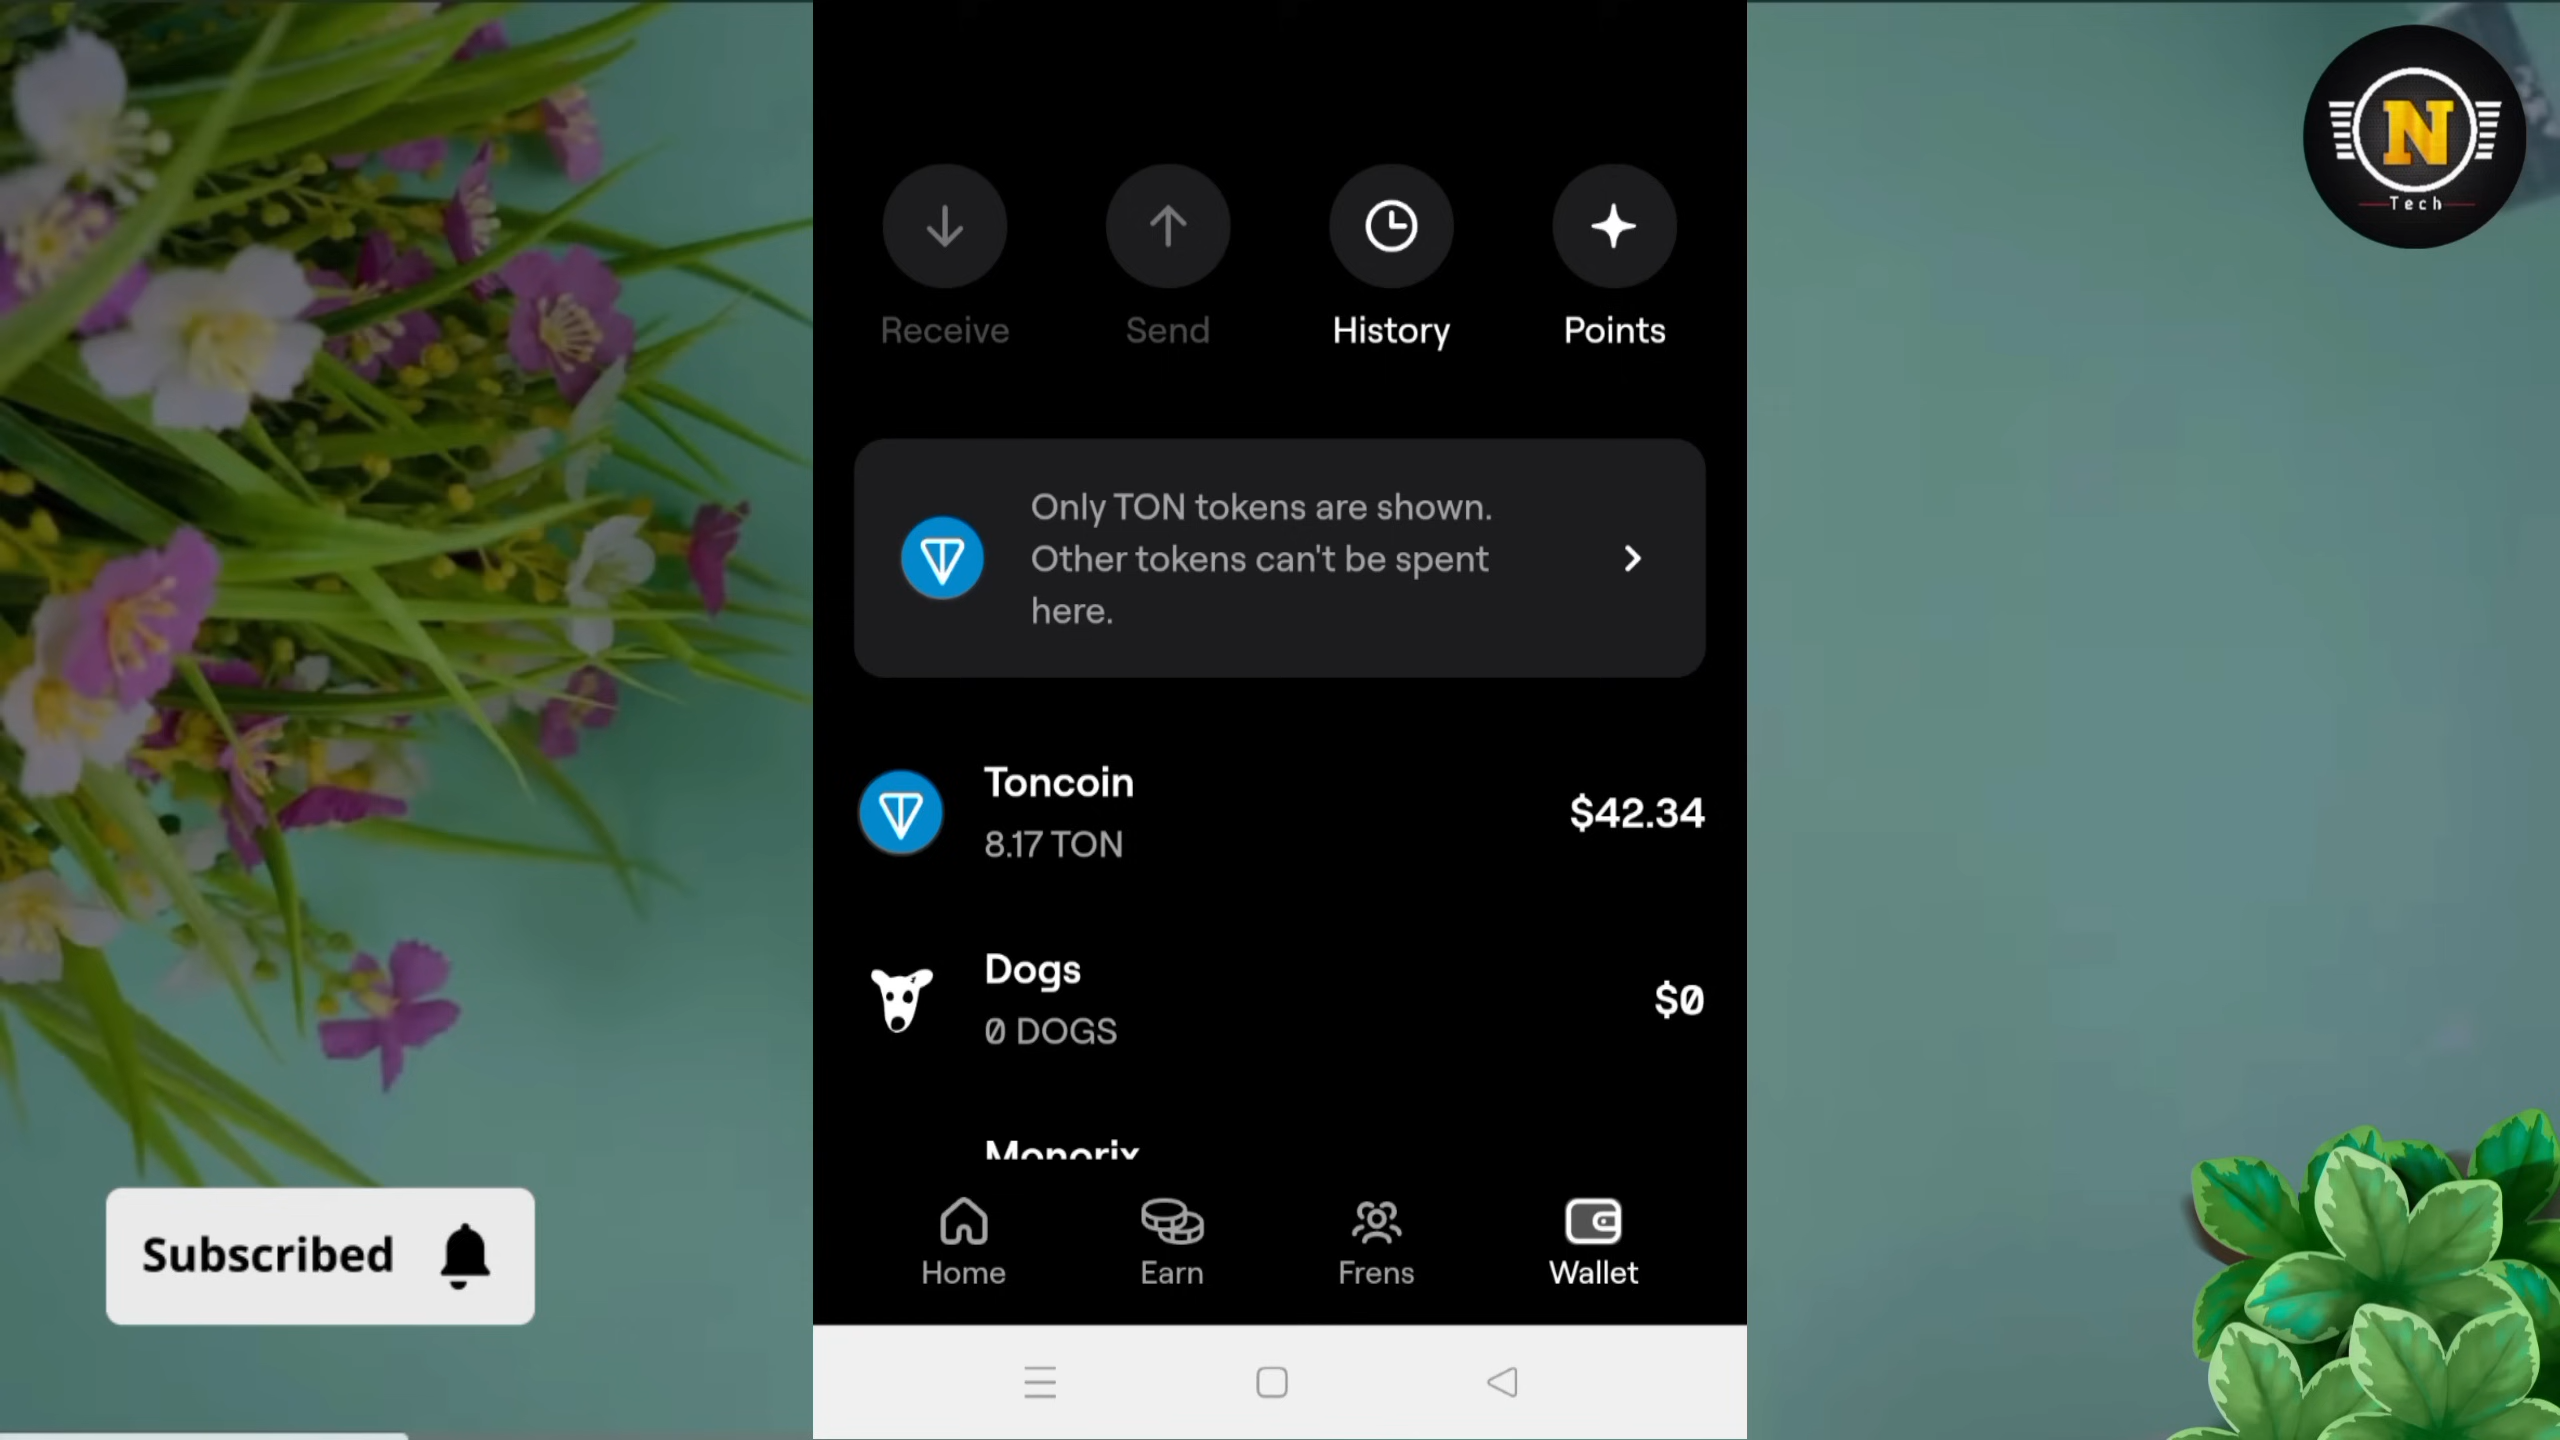 N
Tech
Receive
Send
History
Points
Only TON tokens are shown.
Other tokens can't be spent
here.
Toncoin
8.17 TON
$42.34
Dogs
0 DOGS
$0
Subscribed
Home
Earn
Frens
Wallet